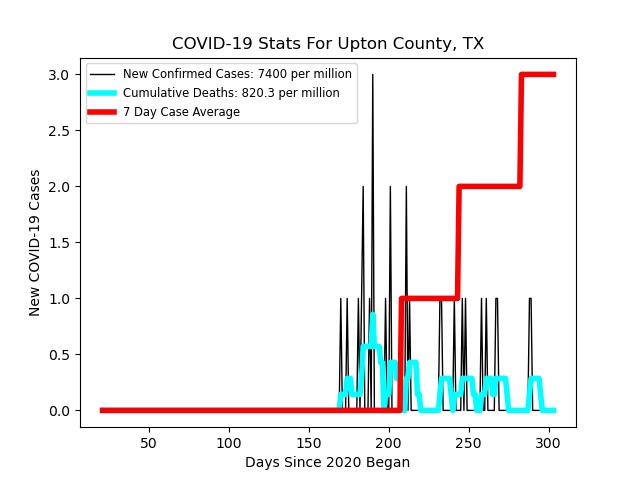 COVID-19 Stats For Upton County, TX
New Confirmed Cases: 7400 per million
Cumulative Deaths: 820.3 per million
7 Day Case Average
New COVID-19 Cases
3.0
2.5
2.0
1.5
1.0
0.5
0.0
50 100 150 200 250 300
Days Since 2020 Began